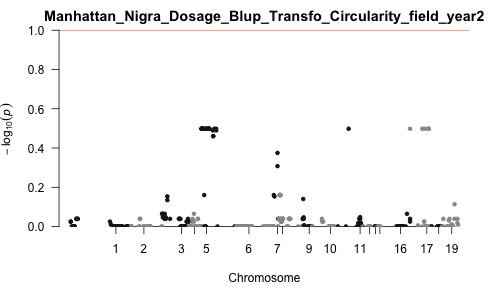 Manhattan_Nigra_Dosage_Blup_Transfo_Circularity_field_year2
1.0
0.8
0.6
0.4
0.2
0.0
− log10(p)
1 2 3 5 6 7 9 10 11 16 17 19
Chromosome